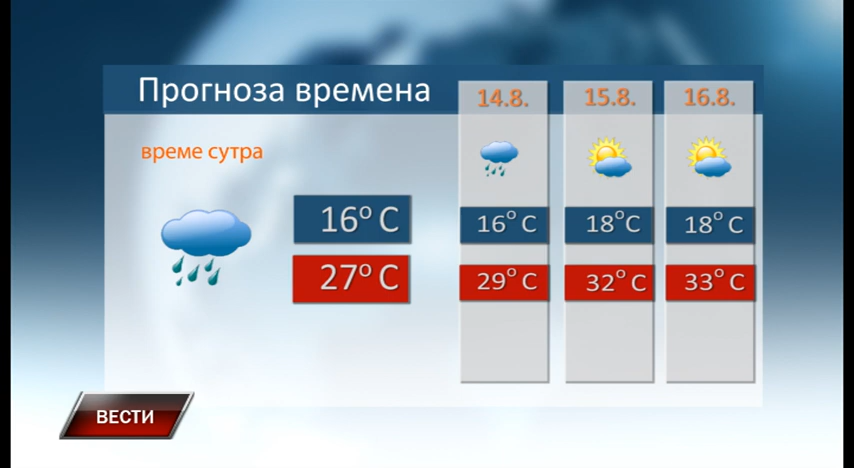 Прогноза времена
време сутра
16° C
27° C
14.8.
16° C
29° C
15.8.
18°C
32° C
16.8.
18° C
33° C
ВЕСТИ